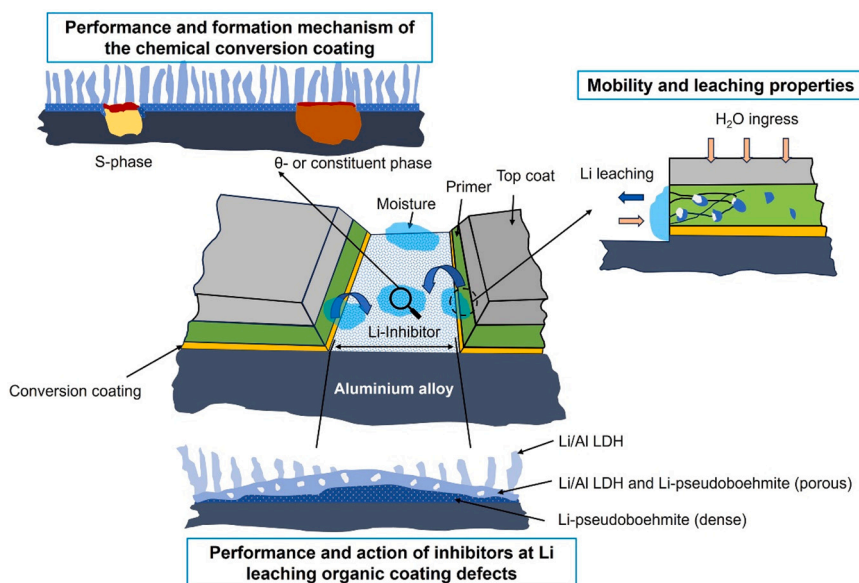 Performance and formation mechanism of
the chemical conversion coating
S-phase
θ- or constituent phase
Mobility and leaching properties
H₂O ingress
Li leaching
Top coat
Primer
Moisture
Li-Inhibitor
Conversion coating
Aluminium alloy
Li/Al LDH
Li/Al LDH and Li-pseudoboehmite (porous)
Li-pseudoboehmite (dense)
Performance and action of inhibitors at Li
leaching organic coating defects